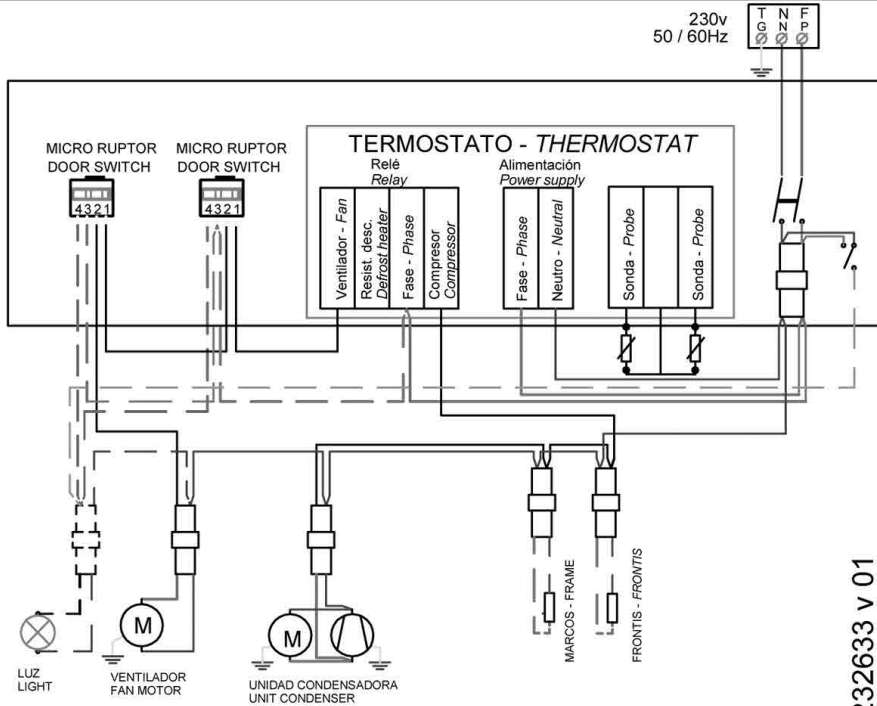 230v
50 / 60Hz
T N F
G N P
MICRO RUPTOR
DOOR SWITCH
4321
MICRO RUPTOR
DOOR SWITCH
4321
TERMOSTATO - THERMOSTAT
Relé
Relay
Alimentación
Power supply
Ventilador - Fan
Resist. desc.
Defrost heater
Fase - Phase
Compresor
Compressor
Fase - Phase
Neutro - Neutral
Sonda - Probe
Sonda - Probe
LUZ
LIGHT
M
VENTILADOR
FAN MOTOR
M
UNIDAD CONDENSADORA
UNIT CONDENSER
MARCOS - FRAME
FRONTIS - FRONTIS
232633 v 01